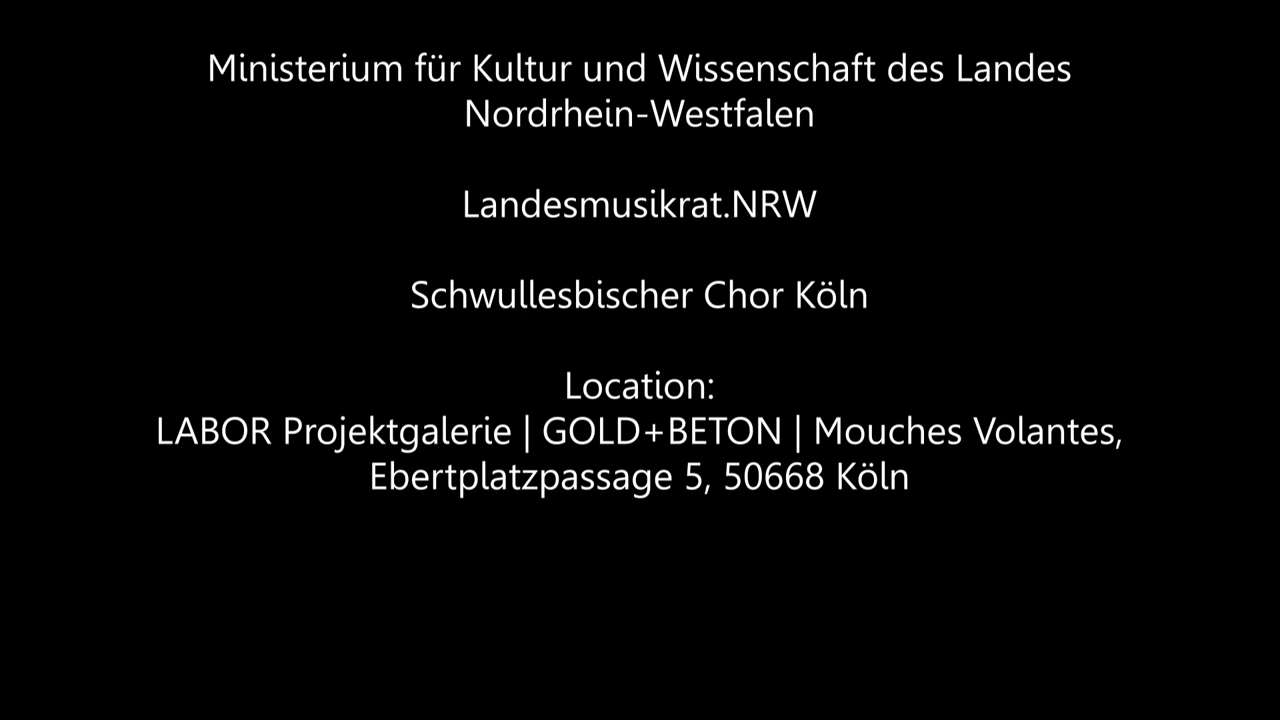 Ministerium für Kultur und Wissenschaft des Landes
Nordrhein-Westfalen
Landesmusikrat.NRW
Schwullesbischer Chor Köln
Location:
LABOR Projektgalerie | GOLD+BETON | Mouches Volantes,
Ebertplatzpassage 5, 50668 Köln